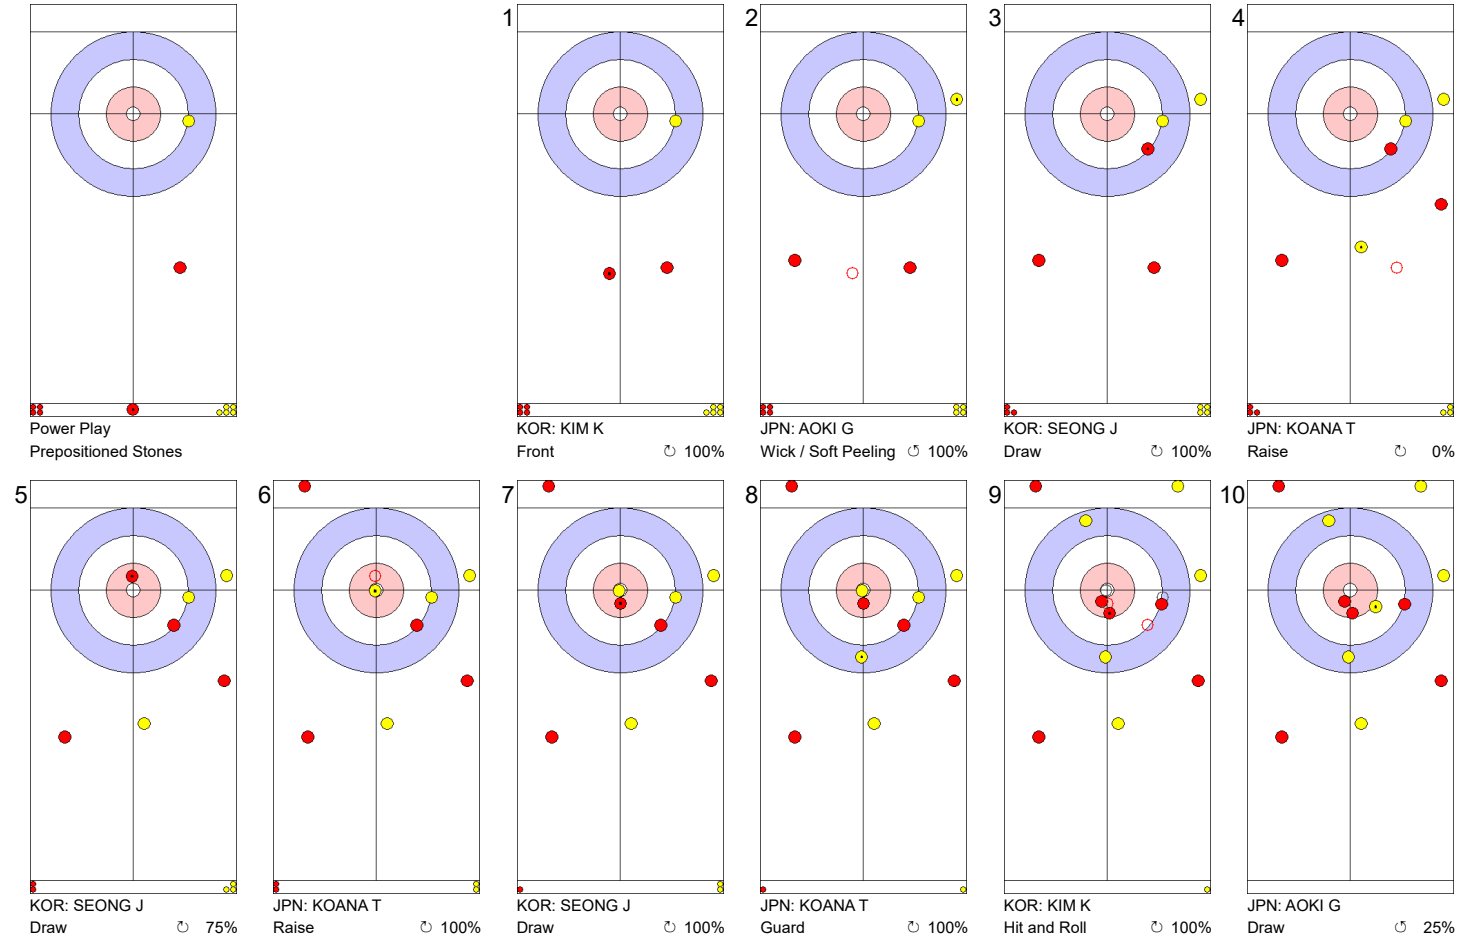 1
2
3
4
Power Play
Prepositioned Stones
KOR: KIM K
Front ↻ 100%
JPN: AOKI G
Wick / Soft Peeling ↺ 100%
KOR: SEONG J
Draw ↻ 100%
JPN: KOANA T
Raise ↻ 0%
5
6
7
8
9
10
KOR: SEONG J
Draw ↻ 75%
JPN: KOANA T
Raise ↻ 100%
KOR: SEONG J
Draw ↻ 100%
JPN: KOANA T
Guard ↻ 100%
KOR: KIM K
Hit and Roll ↻ 100%
JPN: AOKI G
Draw ↺ 25%